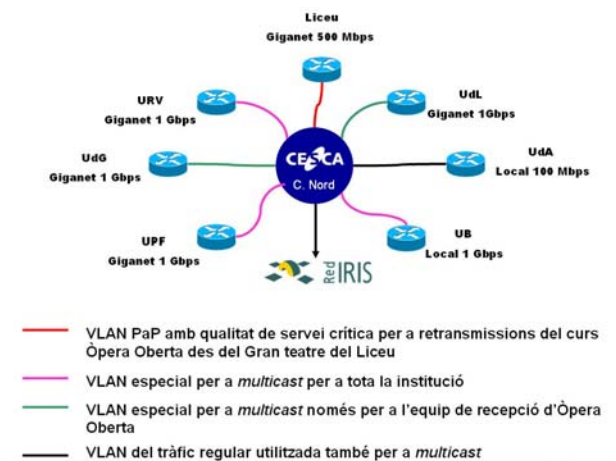 Liceu
Giganet 500 Mbps
URV
Giganet 1 Gbps
UdL
Giganet 1Gbps
UdG
Giganet 1 Gbps
CESCA
C. Nord
UdA
Local 100 Mbps
UPF
Giganet 1 Gbps
UB
Local 1 Gbps
Red IRIS
VLAN PaP amb qualitat de servei crítica per a retransmissions del curs
Òpera Oberta des del Gran teatre del Liceu
VLAN especial per a multicast per a tota la institució
VLAN especial per a multicast només per a l'equip de recepció d'Òpera
Oberta
VLAN del tràfic regular utilitzada també per a multicast